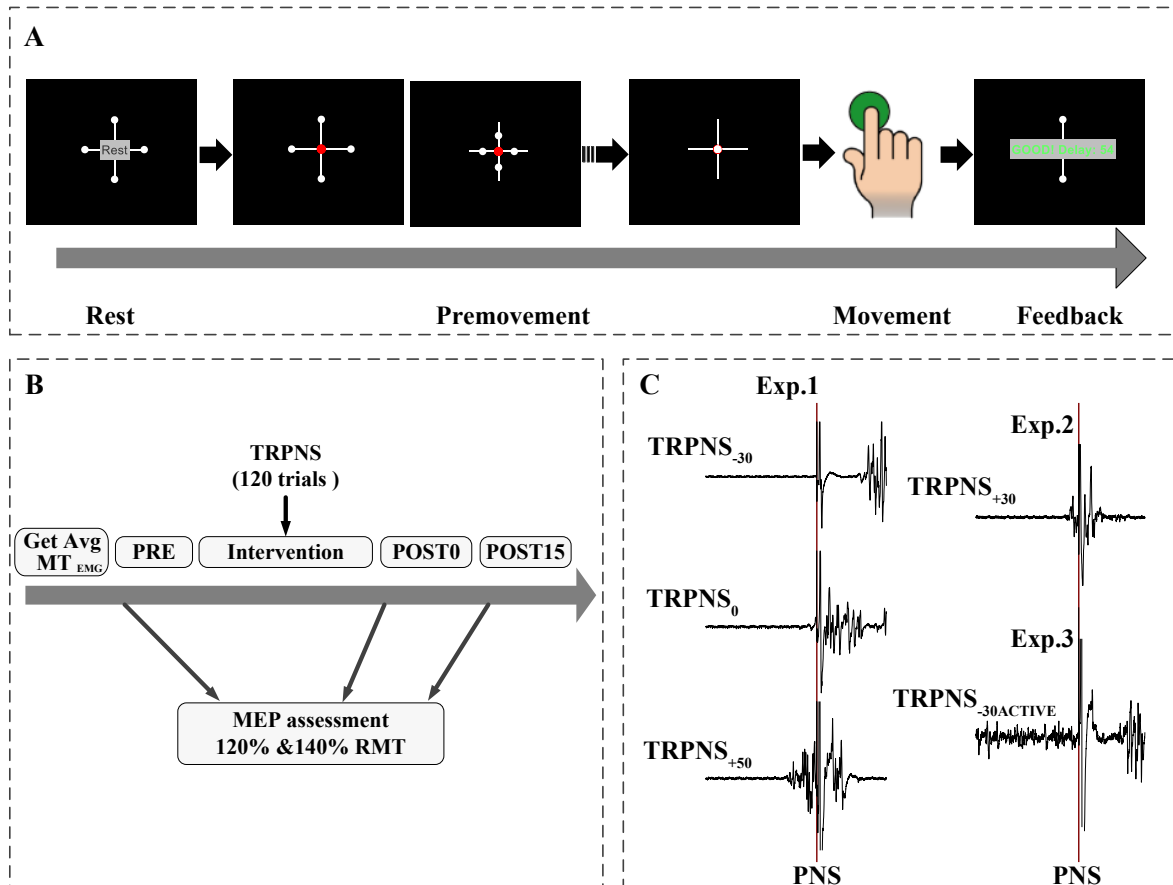 A
Rest
Rest
Premovement
Movement
Feedback
B
TRPNS
(120 trials )
Get Avg
MT EMG
PRE
Intervention
POST0
POST15
MEP assessment
120% &140% RMT
C
Exp.1
TRPNS-30
TRPNS0
TRPNS+50
PNS
Exp.2
TRPNS+30
Exp.3
TRPNS-30ACTIVE
PNS